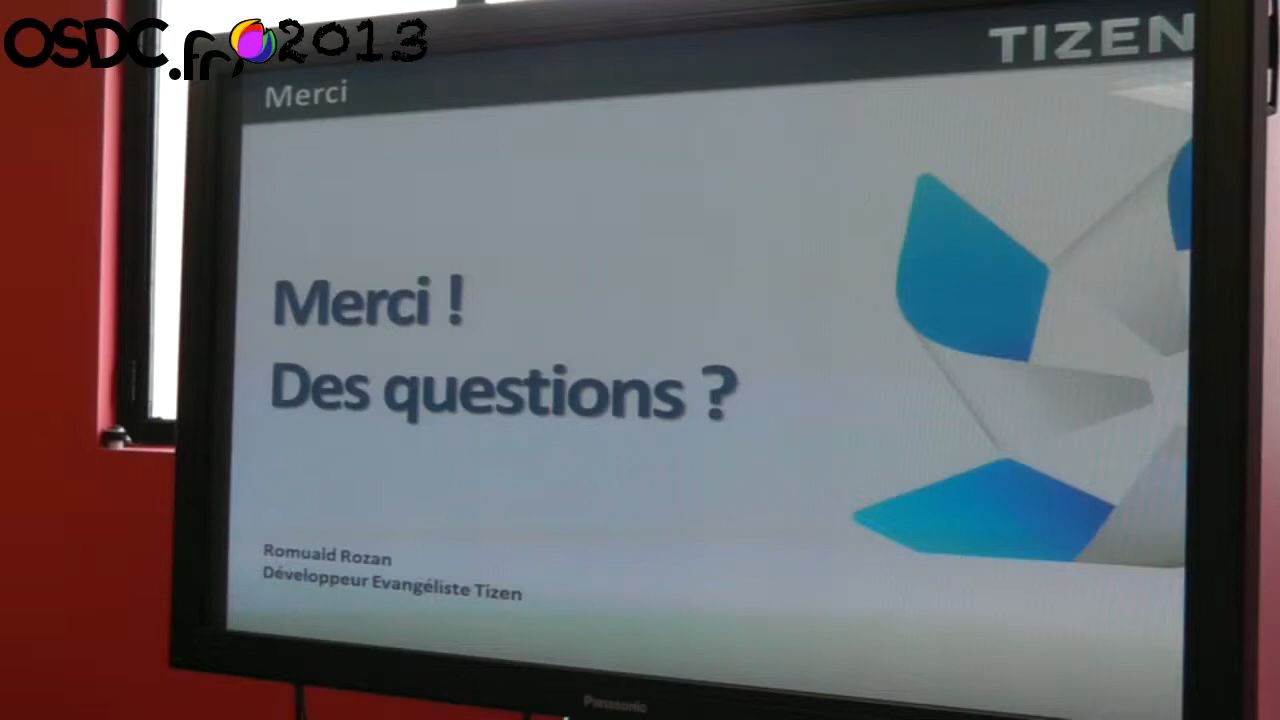 OSDC.fr 2013
TIZEN
Merci
Merci !
Des questions ?
Romuald Rozan
Développeur Evangéliste Tizen
Panasonic